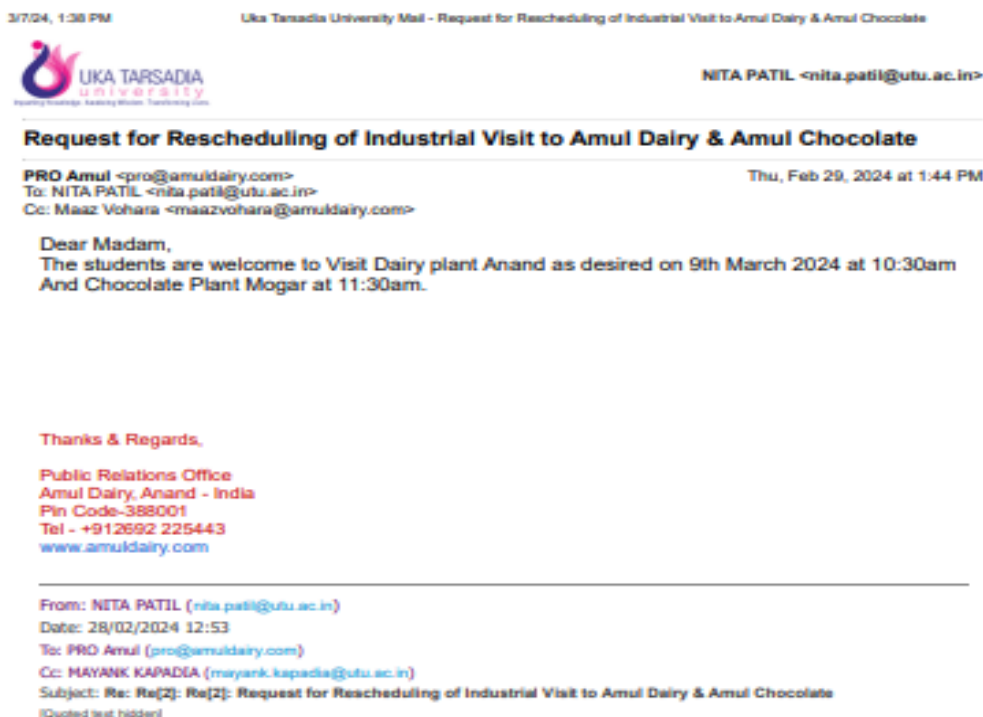 3/7/24, 1:38 PM Uka Tarsadia University Mail - Request for Rescheduling of Industrial Visit to Amul Dairy & Amul Chocolate
UKA TARSADIA
university
Imparting Knowledge. Awakening Wisdom. Transforming Lives.
NITA PATIL <nita.patil@utu.ac.in>
Request for Rescheduling of Industrial Visit to Amul Dairy & Amul Chocolate
PRO Amul <pro@amuldairy.com> Thu, Feb 29, 2024 at 1:44 PM
To: NITA PATIL <nita.patil@utu.ac.in>
Cc: Maaz Vohara <maazvohara@amuldairy.com>
Dear Madam,
The students are welcome to Visit Dairy plant Anand as desired on 9th March 2024 at 10:30am
And Chocolate Plant Mogar at 11:30am.
Thanks & Regards,
Public Relations Office
Amul Dairy, Anand - India
Pin Code-388001
Tel - +912692 225443
www.amuldairy.com
From: NITA PATIL (nita.patil@utu.ac.in)
Date: 28/02/2024 12:53
To: PRO Amul (pro@amuldairy.com)
Cc: MAYANK KAPADIA (mayank.kapadia@utu.ac.in)
Subject: Re: Re[2]: Re[2]: Request for Rescheduling of Industrial Visit to Amul Dairy & Amul Chocolate
[Quoted text hidden]